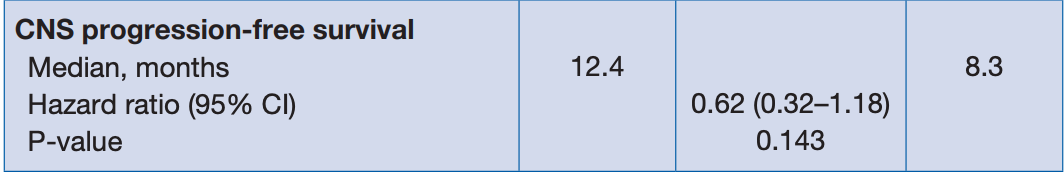 CNS progression-free survival
Median, months 12.4 8.3
Hazard ratio (95% CI) 0.62 (0.32–1.18)
P-value 0.143